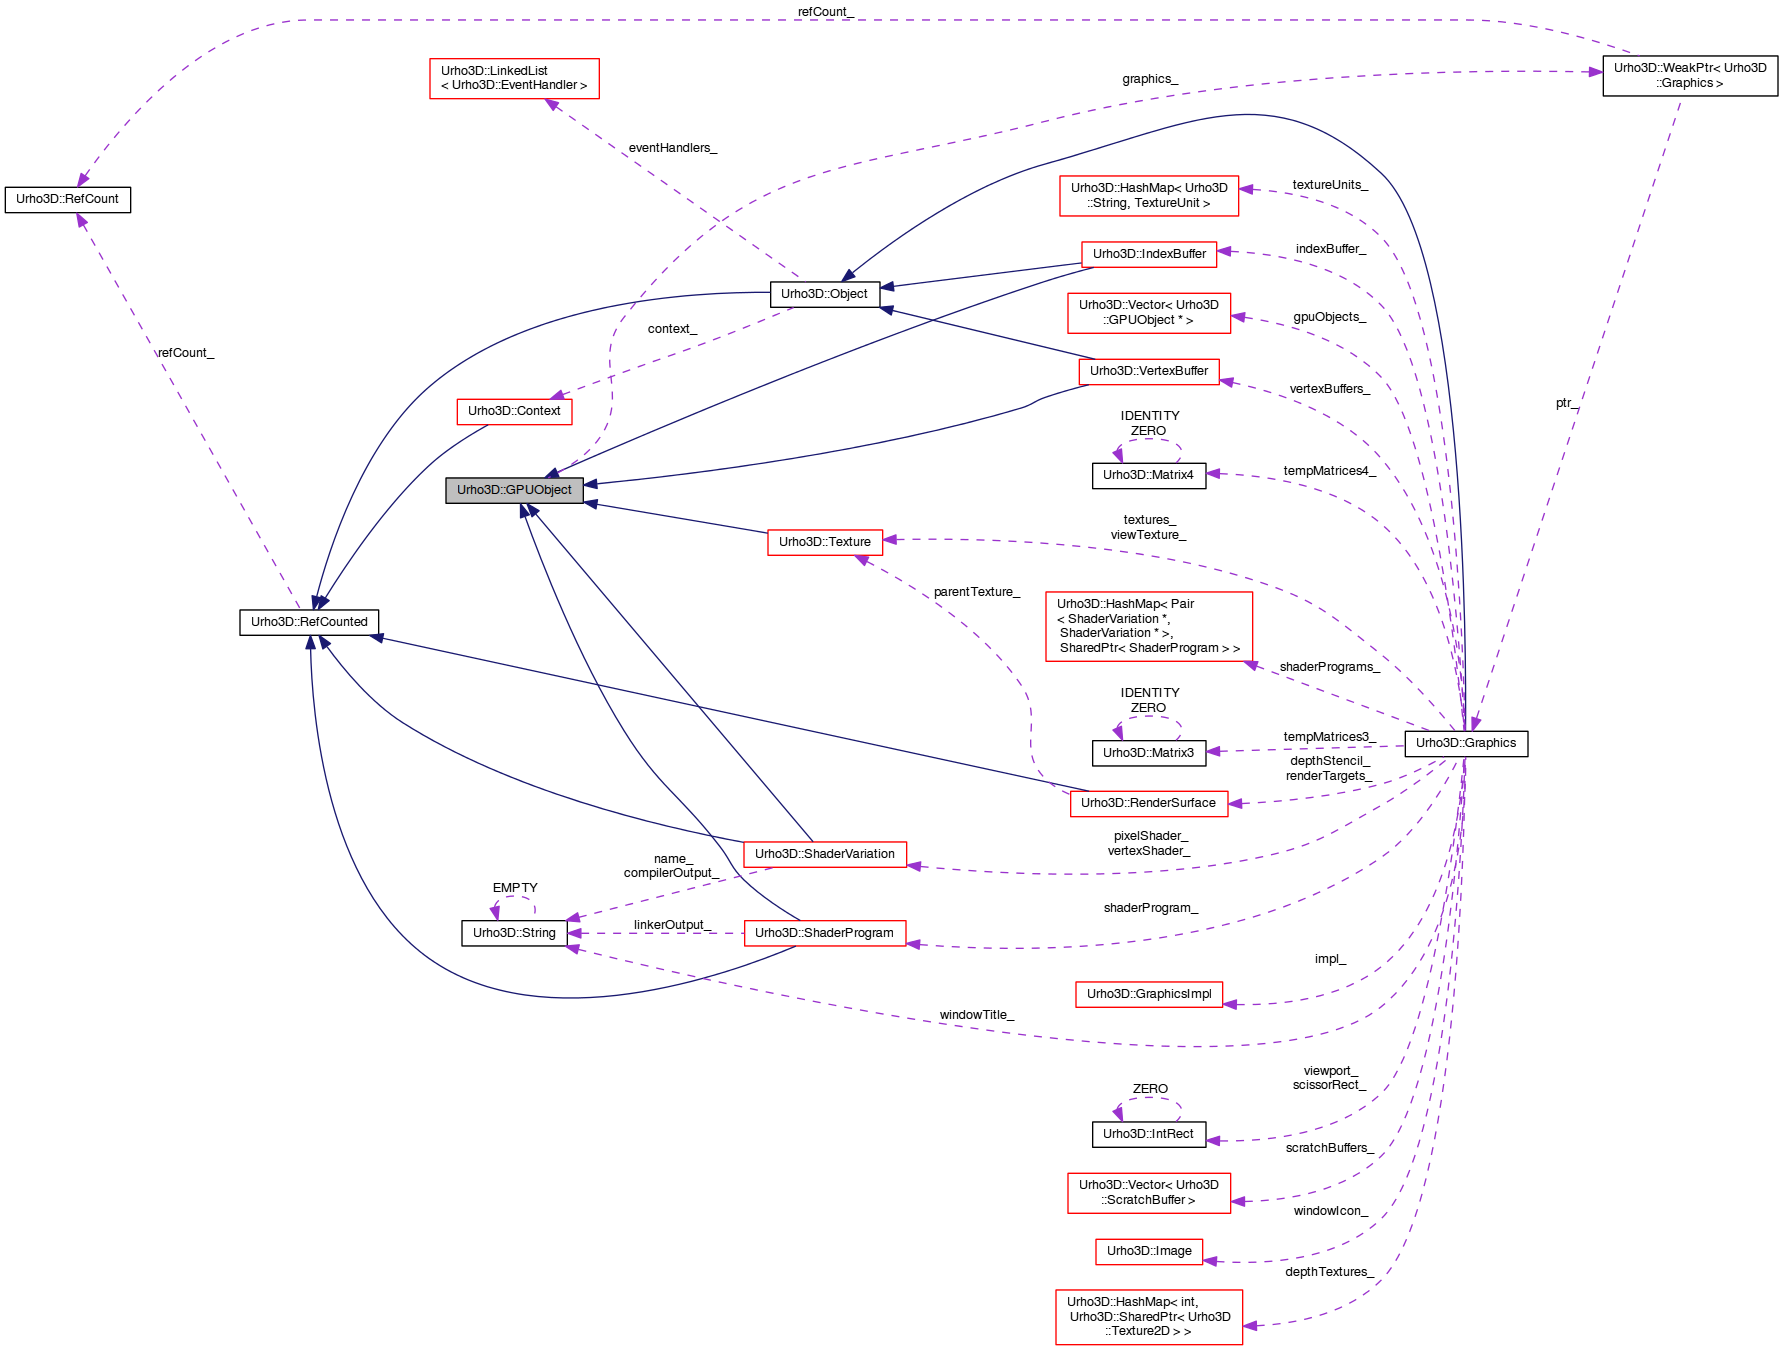 refCount_
Urho3D::LinkedList
< Urho3D::EventHandler >
graphics_
Urho3D::WeakPtr< Urho3D
::Graphics >
eventHandlers_
Urho3D::RefCount
Urho3D::HashMap< Urho3D
::String, TextureUnit >
textureUnits_
Urho3D::IndexBuffer
indexBuffer_
Urho3D::Object
Urho3D::Vector< Urho3D
::GPUObject * >
gpuObjects_
context_
refCount_
Urho3D::VertexBuffer
vertexBuffers_
Urho3D::Context
ptr_
IDENTITY
ZERO
Urho3D::Matrix4
tempMatrices4_
Urho3D::GPUObject
textures_
viewTexture_
Urho3D::Texture
parentTexture_
Urho3D::HashMap< Pair
< ShaderVariation *,
ShaderVariation * >,
SharedPtr< ShaderProgram > >
Urho3D::RefCounted
shaderPrograms_
IDENTITY
ZERO
Urho3D::Matrix3
tempMatrices3_
Urho3D::Graphics
depthStencil_
renderTargets_
Urho3D::RenderSurface
pixelShader_
vertexShader_
Urho3D::ShaderVariation
name_
compilerOutput_
EMPTY
Urho3D::String
linkerOutput_
Urho3D::ShaderProgram
shaderProgram_
impl_
Urho3D::GraphicsImpl
windowTitle_
viewport_
scissorRect_
ZERO
Urho3D::IntRect
scratchBuffers_
Urho3D::Vector< Urho3D
::ScratchBuffer >
windowIcon_
Urho3D::Image
depthTextures_
Urho3D::HashMap< int,
Urho3D::SharedPtr< Urho3D
::Texture2D > >